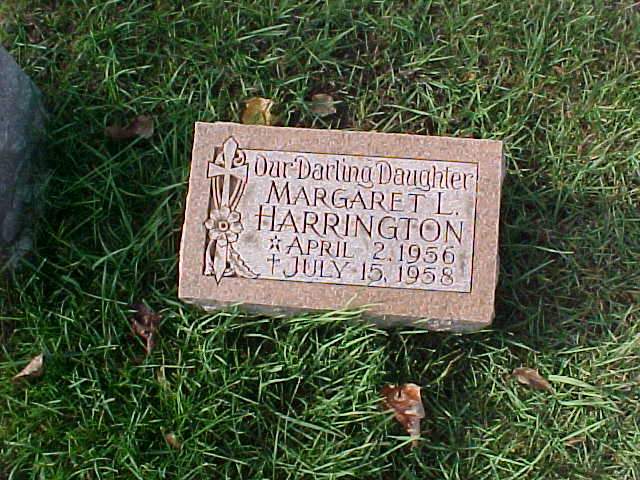 Our Darling Daughter
MARGARET L.
HARRINGTON
☆ APRIL 2, 1956
✝ JULY 15, 1958